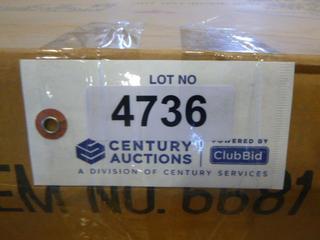 LOT NO
4736
CENTURY AUCTIONS
POWERED BY
ClubBid
A DIVISION OF CENTURY SERVICES
EM NO. 6681